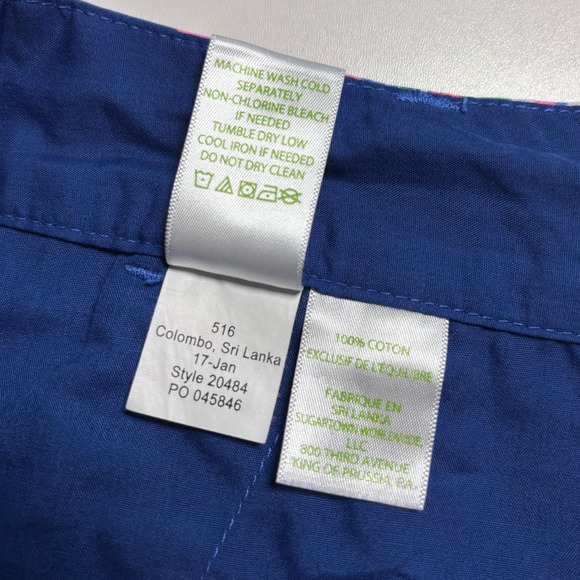 MACHINE WASH COLD
SEPARATELY
NON-CHLORINE BLEACH
IF NEEDED
TUMBLE DRY LOW
COOL IRON IF NEEDED
DO NOT DRY CLEAN
516
Colombo, Sri Lanka
17-Jan
Style 20484
PO 045846
100% COTON
EXCLUSIF DE L'ÉQUILIBRE
FABRIQUE EN
SRI LANKA
SUGARTOWN WORLDWIDE,
LLC
800 THIRD AVENUE
KING OF PRUSSIA, PA.